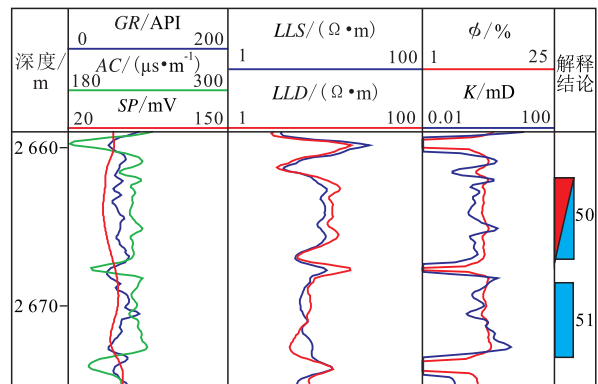 深度/
m
GR/API
0 200
AC/(μs•m⁻¹)
180 300
SP/mV
20 150
LLS/(Ω•m)
1 100
LLD/(Ω•m)
1 100
ϕ/%
1 25
K/mD
0.01 100
解释
结论
2 660
50
2 670
51